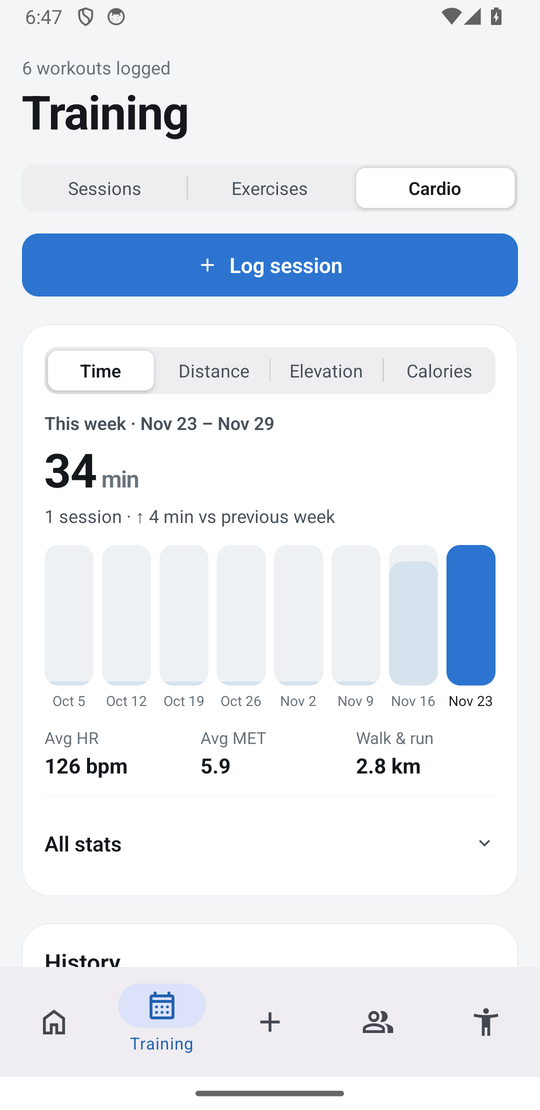 6:47
6 workouts logged
Training
Sessions Exercises Cardio
+ Log session
Time Distance Elevation Calories
This week · Nov 23 – Nov 29
34 min
1 session · ↑ 4 min vs previous week
Oct 5 Oct 12 Oct 19 Oct 26 Nov 2 Nov 9 Nov 16 Nov 23
Avg HR Avg MET Walk & run
126 bpm 5.9 2.8 km
All stats
History
Training